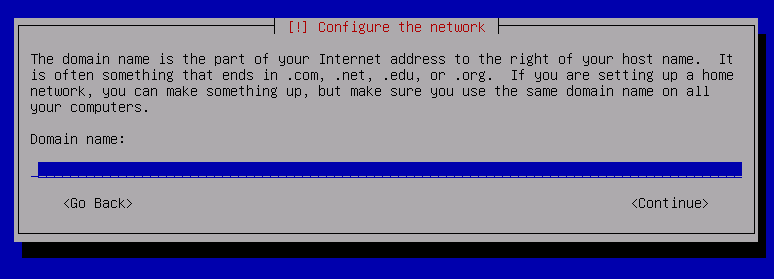 [!] Configure the network
The domain name is the part of your Internet address to the right of your host name.  It
is often something that ends in .com, .net, .edu, or .org.  If you are setting up a home
network, you can make something up, but make sure you use the same domain name on all
your computers.
Domain name:
<Go Back>
<Continue>